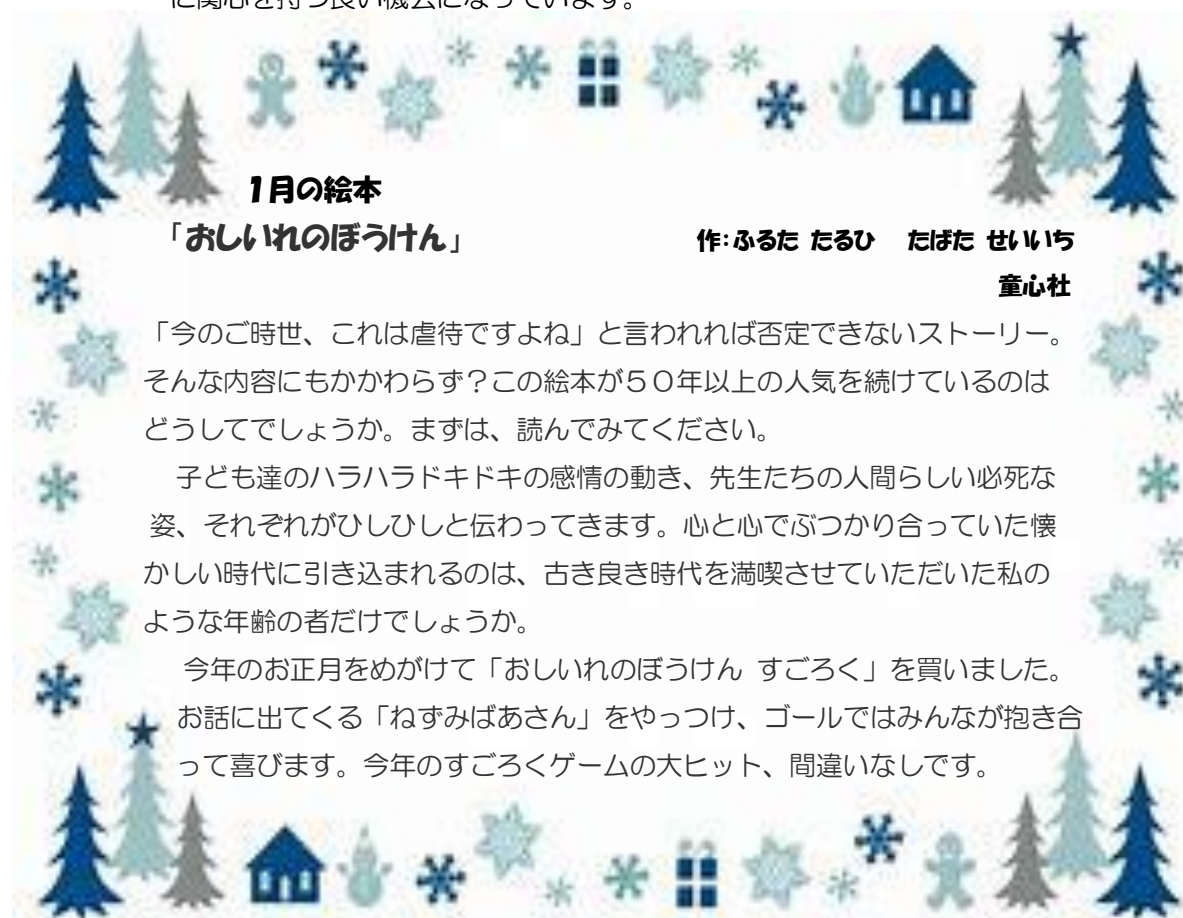 に関心を持つ良い機会になっています。
1月の絵本
「おしいれのぼうけん」 作：ふるた たるひ　たばた せいいち
童心社
「今のご時世、これは虐待ですよね」と言われれば否定できないストーリー。
そんな内容にもかかわらず？この絵本が５０年以上の人気を続けているのは
どうしてでしょうか。まずは、読んでみてください。
子ども達のハラハラドキドキの感情の動き、先生たちの人間らしい必死な
姿、それぞれがひしひしと伝わってきます。心と心でぶつかり合っていた懐
かしい時代に引き込まれるのは、古き良き時代を満喫させていただいた私の
ような年齢の者だけでしょうか。
今年のお正月をめがけて「おしいれのぼうけん すごろく」を買いました。
お話に出てくる「ねずみばあさん」をやっつけ、ゴールではみんなが抱き合
って喜びます。今年のすごろくゲームの大ヒット、間違いなしです。